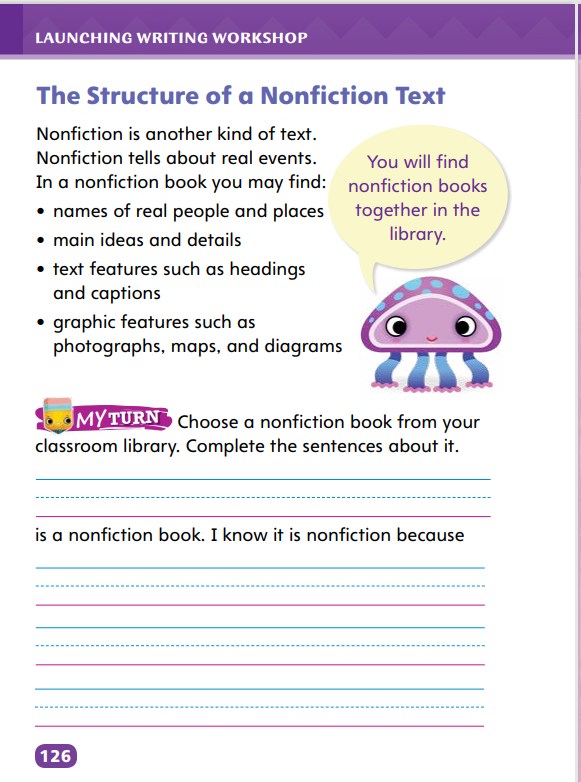 LAUNCHING WRITING WORKSHOP
The Structure of a Nonfiction Text
Nonfiction is another kind of text.
Nonfiction tells about real events.
In a nonfiction book you may find:
• names of real people and places
• main ideas and details
• text features such as headings
and captions
• graphic features such as
photographs, maps, and diagrams
You will find
nonfiction books
together in the
library.
MY TURN Choose a nonfiction book from your
classroom library. Complete the sentences about it.
is a nonfiction book. I know it is nonfiction because
126